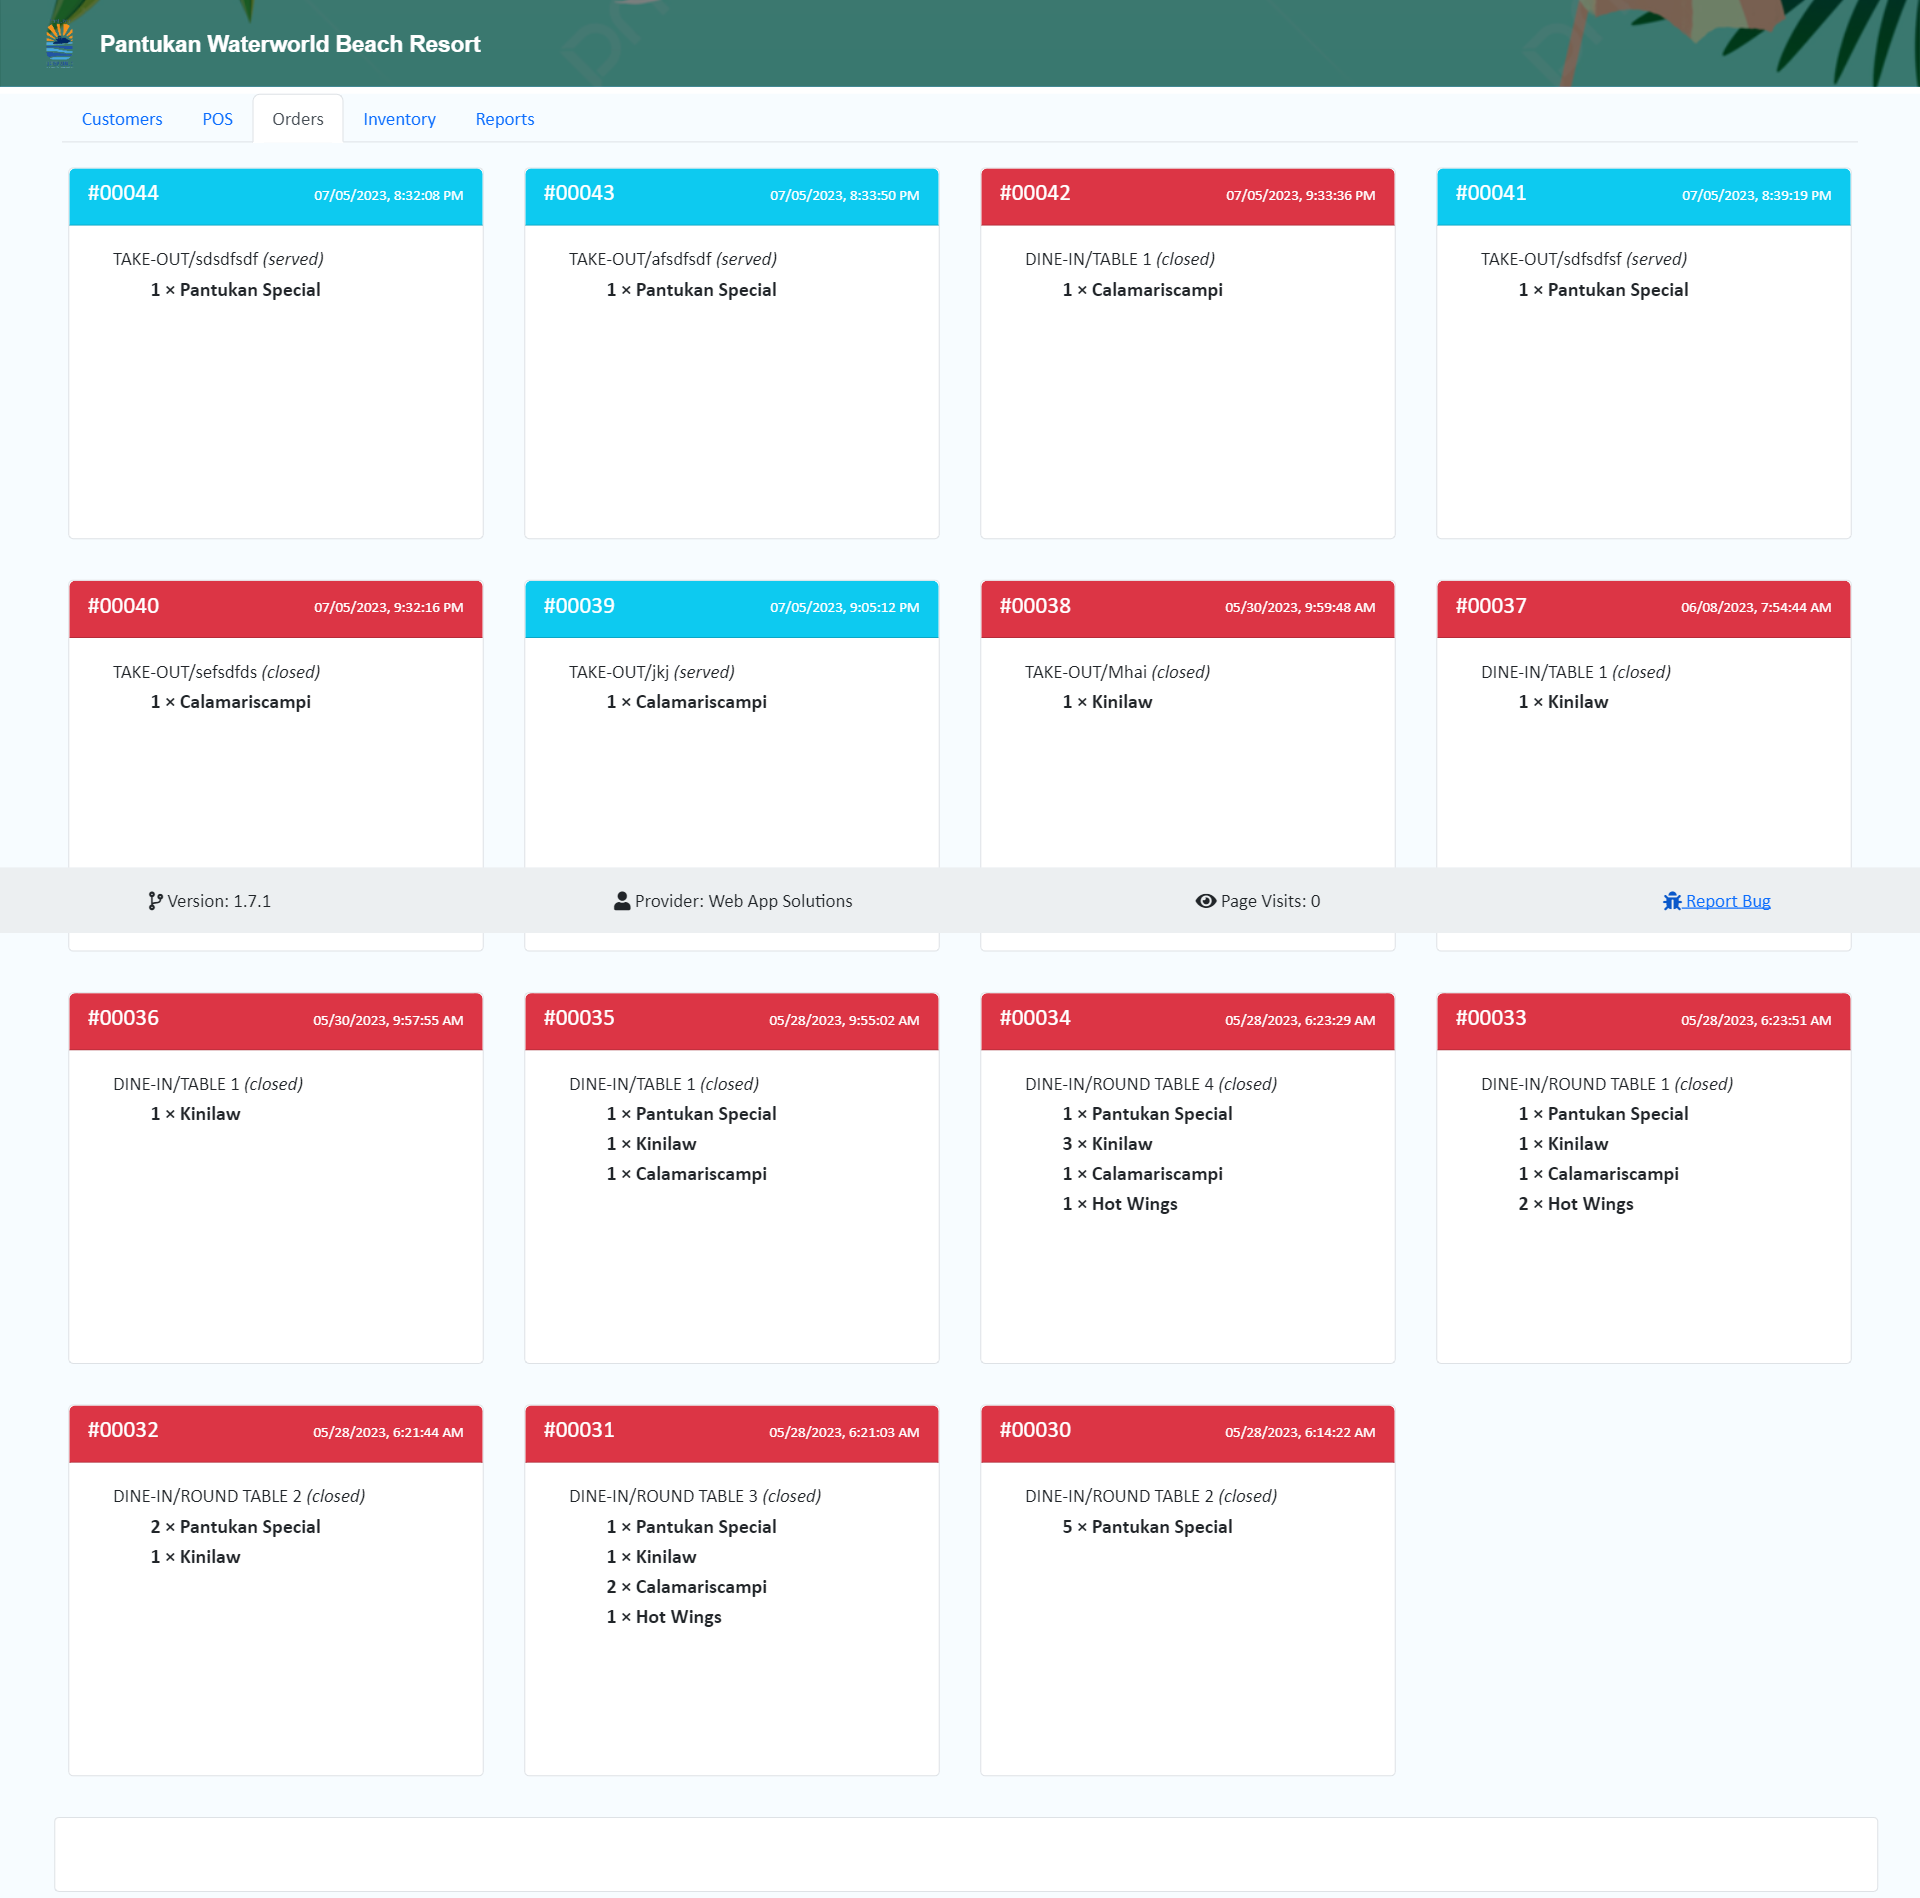 Pantukan Waterworld Beach Resort
Customers POS Orders Inventory Reports
#00044 07/05/2023, 8:32:08 PM
TAKE-OUT/sdsdfsdf (served)
1 × Pantukan Special
#00043 07/05/2023, 8:33:50 PM
TAKE-OUT/afsdfsdf (served)
1 × Pantukan Special
#00042 07/05/2023, 9:33:36 PM
DINE-IN/TABLE 1 (closed)
1 × Calamariscampi
#00041 07/05/2023, 8:39:19 PM
TAKE-OUT/sdfsdfsf (served)
1 × Pantukan Special
#00040 07/05/2023, 9:32:16 PM
TAKE-OUT/sefsdfds (closed)
1 × Calamariscampi
#00039 07/05/2023, 9:05:12 PM
TAKE-OUT/jkj (served)
1 × Calamariscampi
#00038 05/30/2023, 9:59:48 AM
TAKE-OUT/Mhai (closed)
1 × Kinilaw
#00037 06/08/2023, 7:54:44 AM
DINE-IN/TABLE 1 (closed)
1 × Kinilaw
Version: 1.7.1 Provider: Web App Solutions Page Visits: 0 Report Bug
#00036 05/30/2023, 9:57:55 AM
DINE-IN/TABLE 1 (closed)
1 × Kinilaw
#00035 05/28/2023, 9:55:02 AM
DINE-IN/TABLE 1 (closed)
1 × Pantukan Special
1 × Kinilaw
1 × Calamariscampi
#00034 05/28/2023, 6:23:29 AM
DINE-IN/ROUND TABLE 4 (closed)
1 × Pantukan Special
3 × Kinilaw
1 × Calamariscampi
1 × Hot Wings
#00033 05/28/2023, 6:23:51 AM
DINE-IN/ROUND TABLE 1 (closed)
1 × Pantukan Special
1 × Kinilaw
1 × Calamariscampi
2 × Hot Wings
#00032 05/28/2023, 6:21:44 AM
DINE-IN/ROUND TABLE 2 (closed)
2 × Pantukan Special
1 × Kinilaw
#00031 05/28/2023, 6:21:03 AM
DINE-IN/ROUND TABLE 3 (closed)
1 × Pantukan Special
1 × Kinilaw
2 × Calamariscampi
1 × Hot Wings
#00030 05/28/2023, 6:14:22 AM
DINE-IN/ROUND TABLE 2 (closed)
5 × Pantukan Special